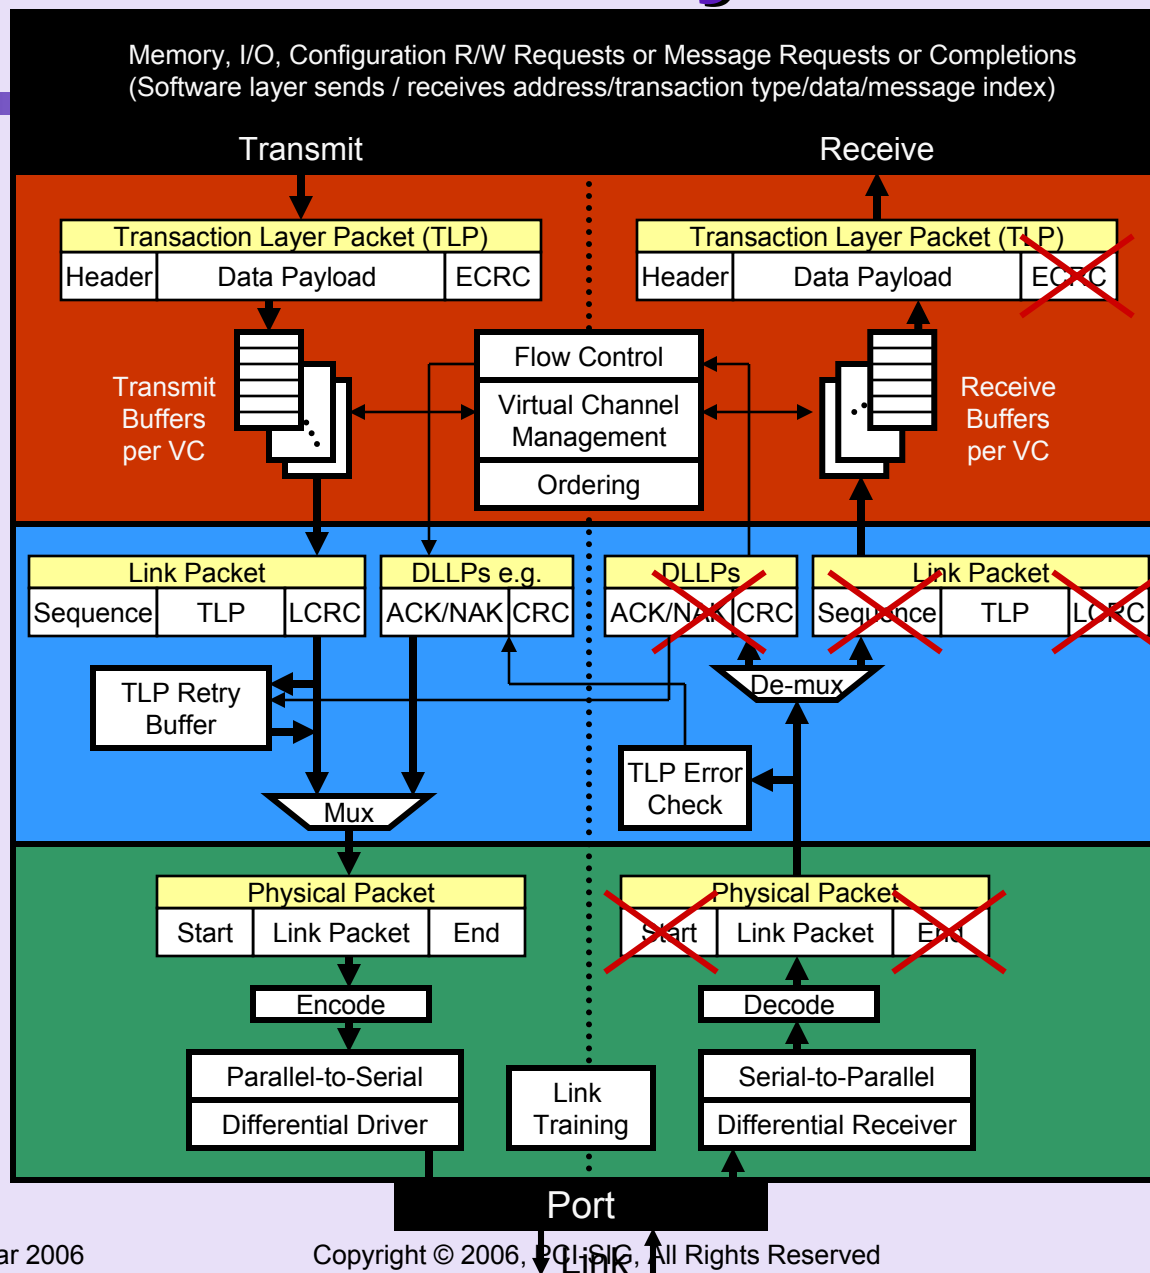 Memory, I/O, Configuration R/W Requests or Message Requests or Completions
(Software layer sends / receives address/transaction type/data/message index)
Transmit
Receive
Transaction Layer Packet (TLP)
Header Data Payload ECRC
Transaction Layer Packet (TLP)
Header Data Payload ECRC
Transmit
Buffers
per VC
Flow Control
Virtual Channel
Management
Ordering
Receive
Buffers
per VC
Link Packet
Sequence TLP LCRC
DLLPs e.g.
ACK/NAK CRC
DLLPs
ACK/NAK CRC
Link Packet
Sequence TLP LCRC
TLP Retry
Buffer
De-mux
TLP Error
Check
Mux
Physical Packet
Start Link Packet End
Physical Packet
Start Link Packet End
Encode
Decode
Parallel-to-Serial
Differential Driver
Link
Training
Serial-to-Parallel
Differential Receiver
Port
ar 2006
Copyright © 2006, PCI-SIG, All Rights Reserved
Link